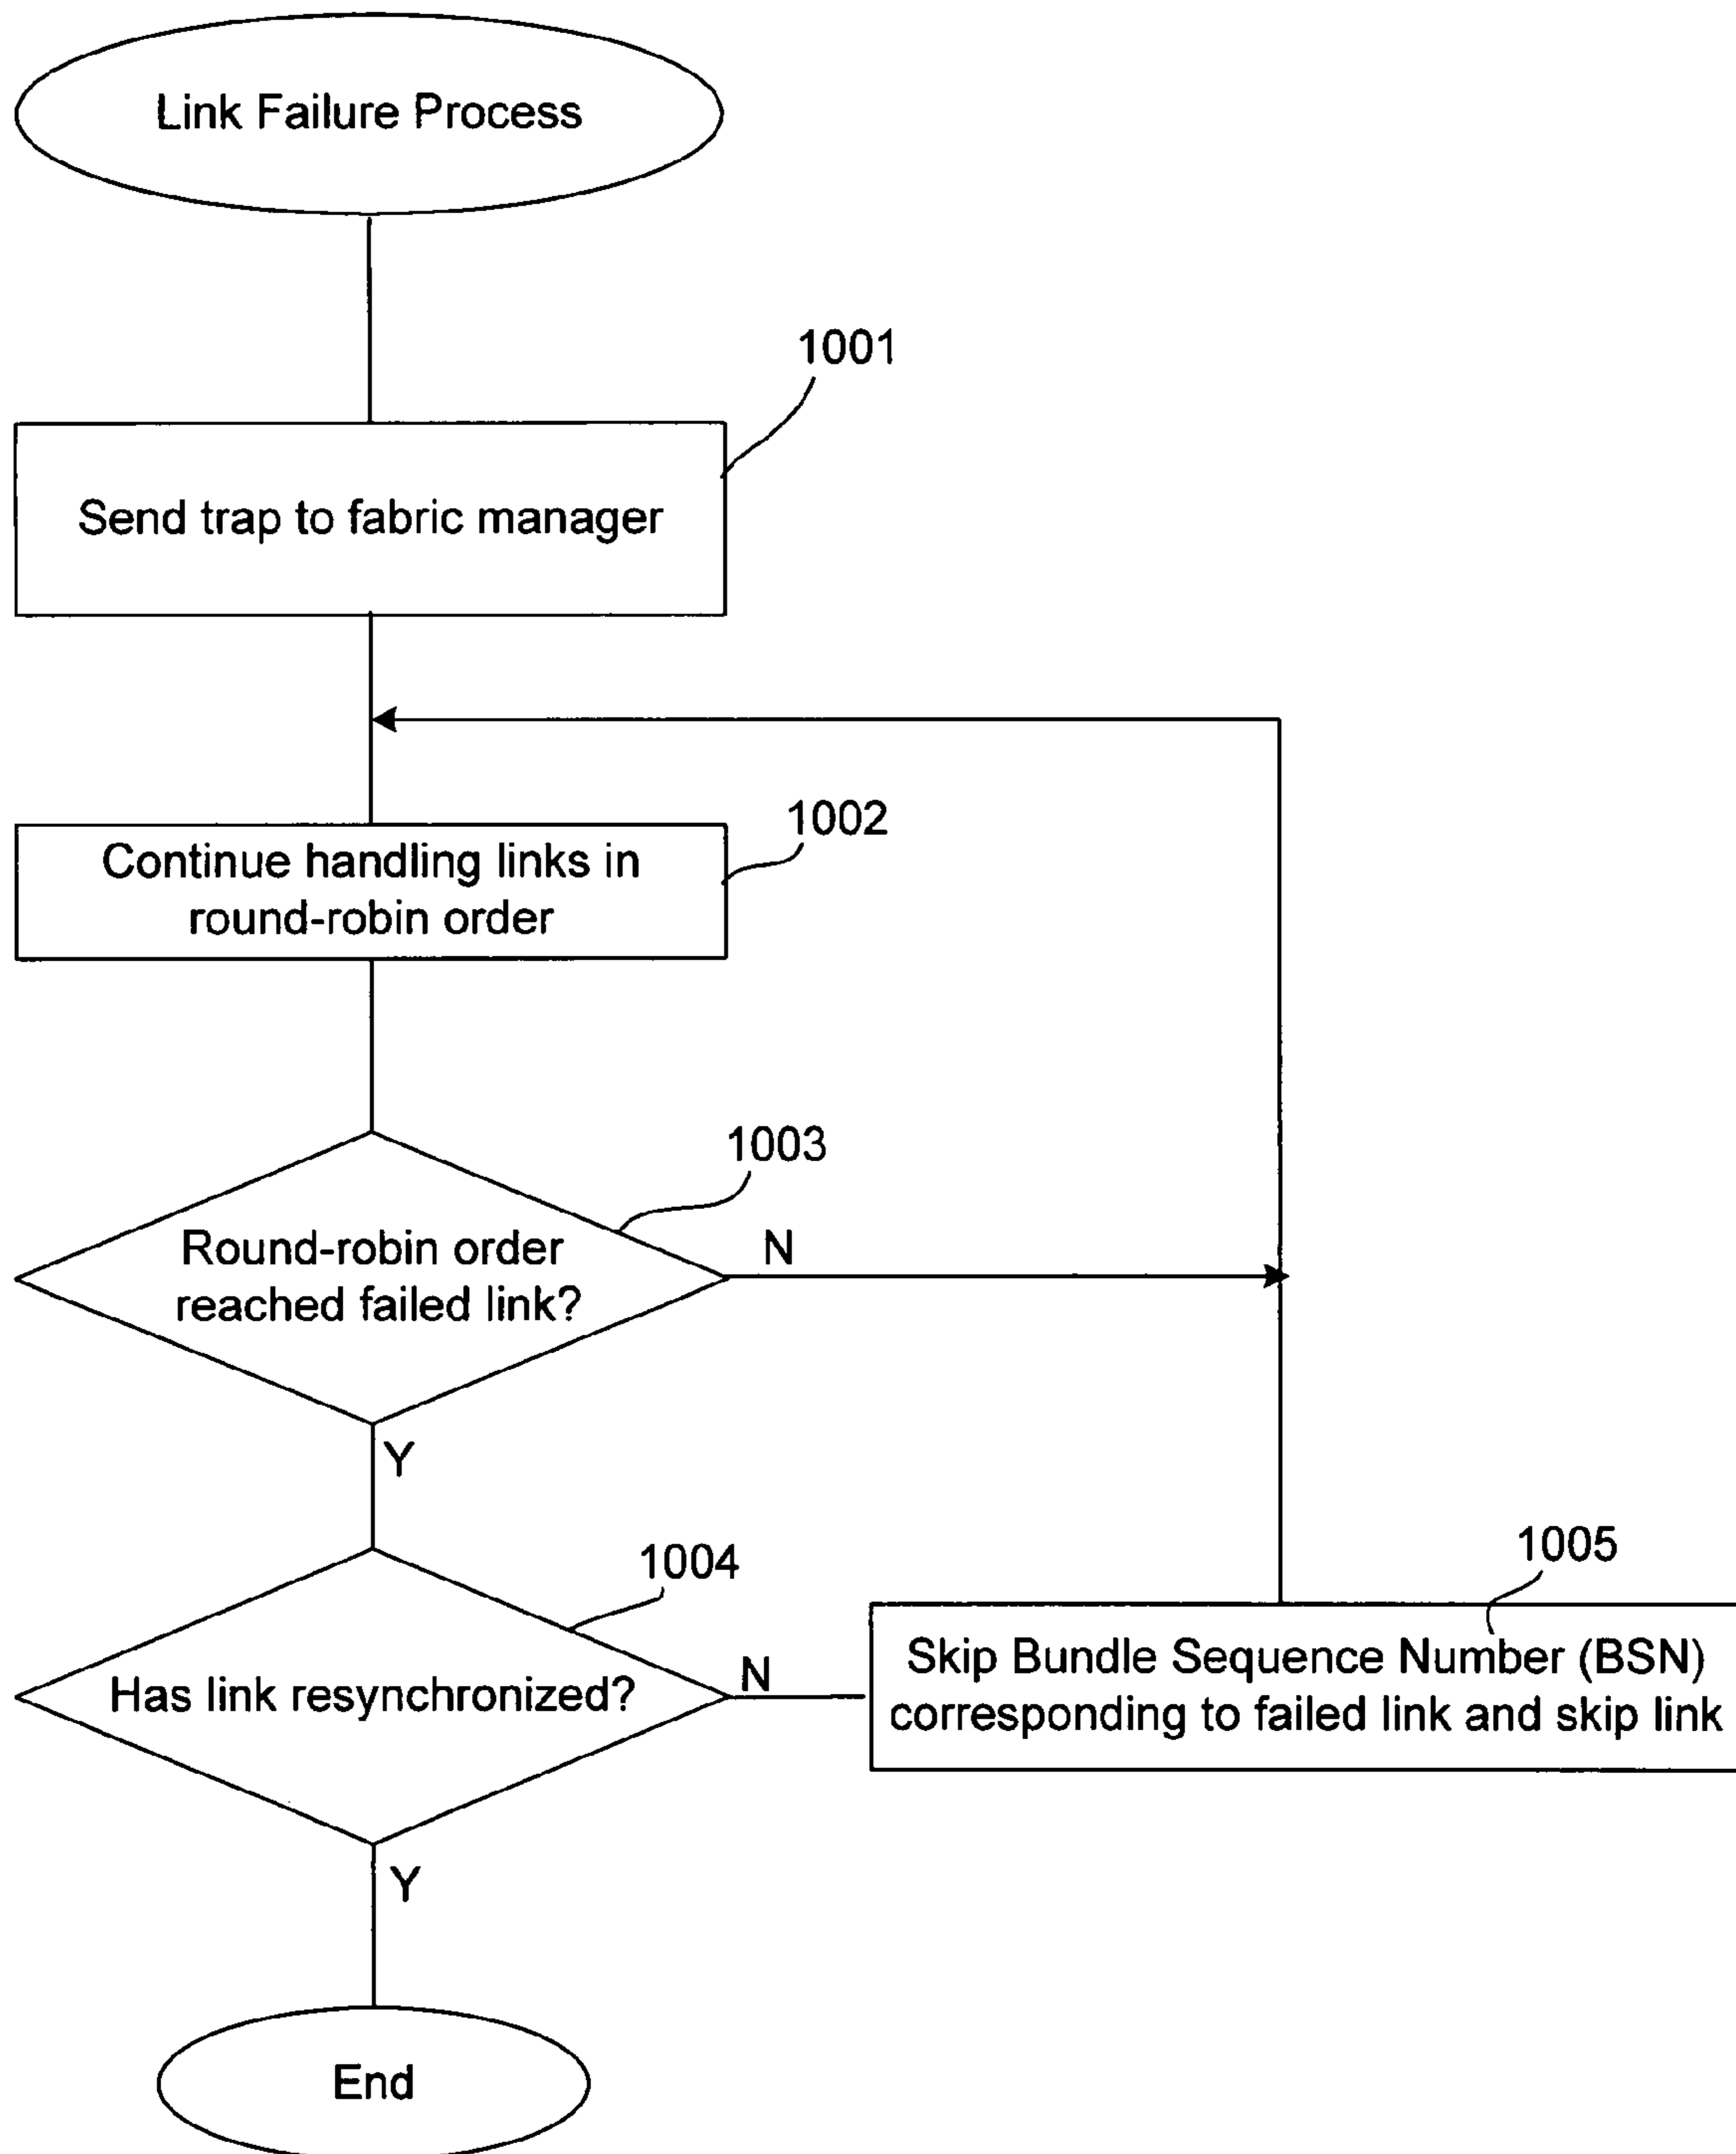 Link Failure Process
1001
Send trap to fabric manager
1002
Continue handling links in
round-robin order
1003
Round-robin order
reached failed link?
N
Y
1004
Has link resynchronized?
N
1005
Skip Bundle Sequence Number (BSN)
corresponding to failed link and skip link
Y
End